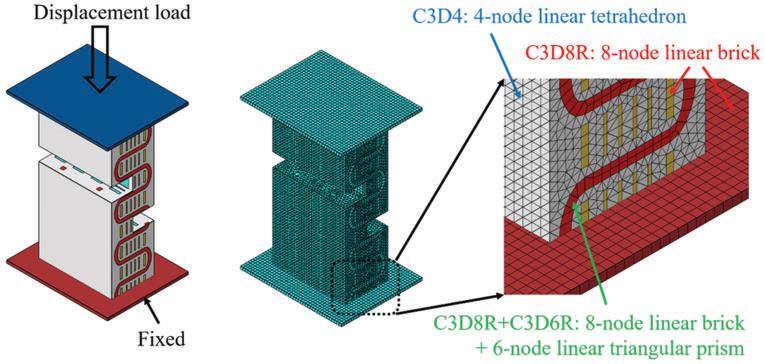 Displacement load
Fixed
C3D4: 4-node linear tetrahedron
C3D8R: 8-node linear brick
C3D8R+C3D6R: 8-node linear brick
+ 6-node linear triangular prism